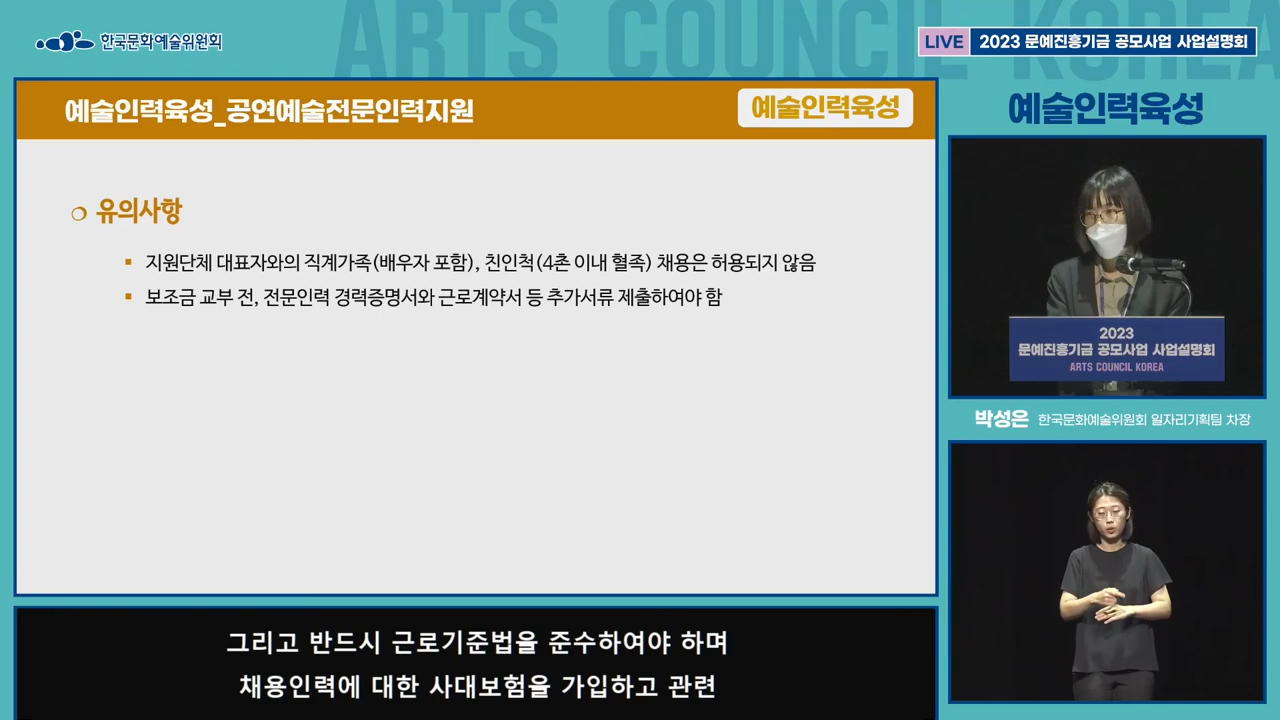 ARTS COUNCIL KOREA
한국문화예술위원회
LIVE 2023 문예진흥기금 공모사업 사업설명회
예술인력육성_공연예술전문인력지원
예술인력육성
예술인력육성
❍ 유의사항
▪ 지원단체 대표자와의 직계가족(배우자 포함), 친인척(4촌 이내 혈족) 채용은 허용되지 않음
▪ 보조금 교부 전, 전문인력 경력증명서와 근로계약서 등 추가서류 제출하여야 함
2023
문예진흥기금 공모사업 사업설명회
ARTS COUNCIL KOREA
박성은 한국문화예술위원회 일자리기획팀 차장
그리고 반드시 근로기준법을 준수하여야 하며
채용인력에 대한 사대보험을 가입하고 관련